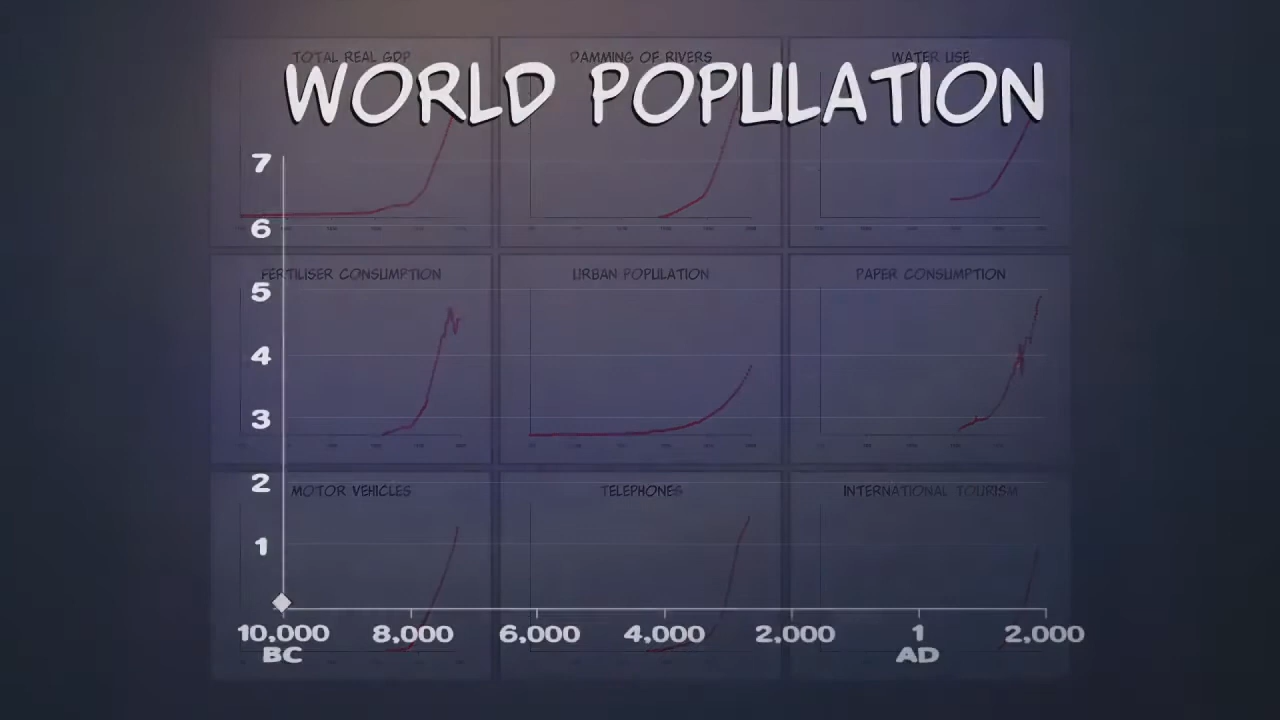 TOTAL REAL GDP
DAMMING OF RIVERS
WATER USE
WORLD POPULATION
7
6
FERTILISER CONSUMPTION
URBAN POPULATION
PAPER CONSUMPTION
5
4
3
2
MOTOR VEHICLES
TELEPHONES
INTERNATIONAL TOURISM
1
10,000 8,000 6,000 4,000 2,000 1 2,000
BC AD